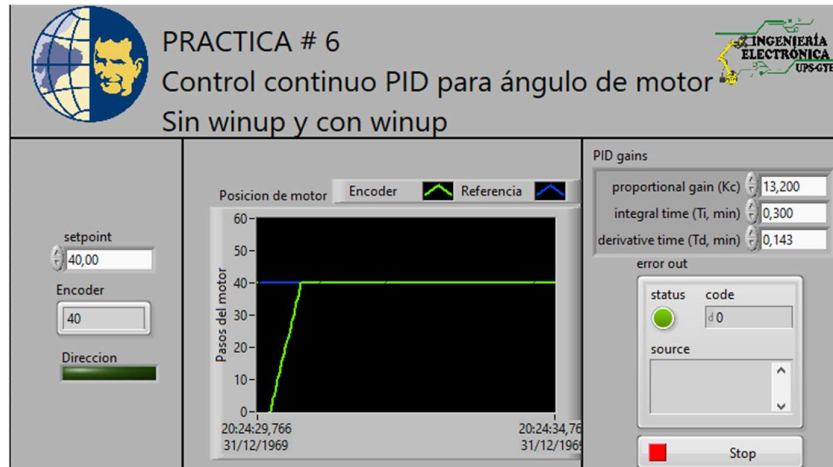 PRACTICA # 6
Control continuo PID para ángulo de motor
Sin winup y con winup
INGENIERÍA
ELECTRÓNICA
UPS-GYE
setpoint
40,00
Encoder
40
Direccion
Posicion de motor
Encoder
Referencia
Pasos del motor
60
50
40
30
20
10
0
20:24:29,766
31/12/1969
20:24:34,76
31/12/1969
PID gains
proportional gain (Kc) 13,200
integral time (Ti, min) 0,300
derivative time (Td, min) 0,143
error out
status
code
d 0
source
Stop